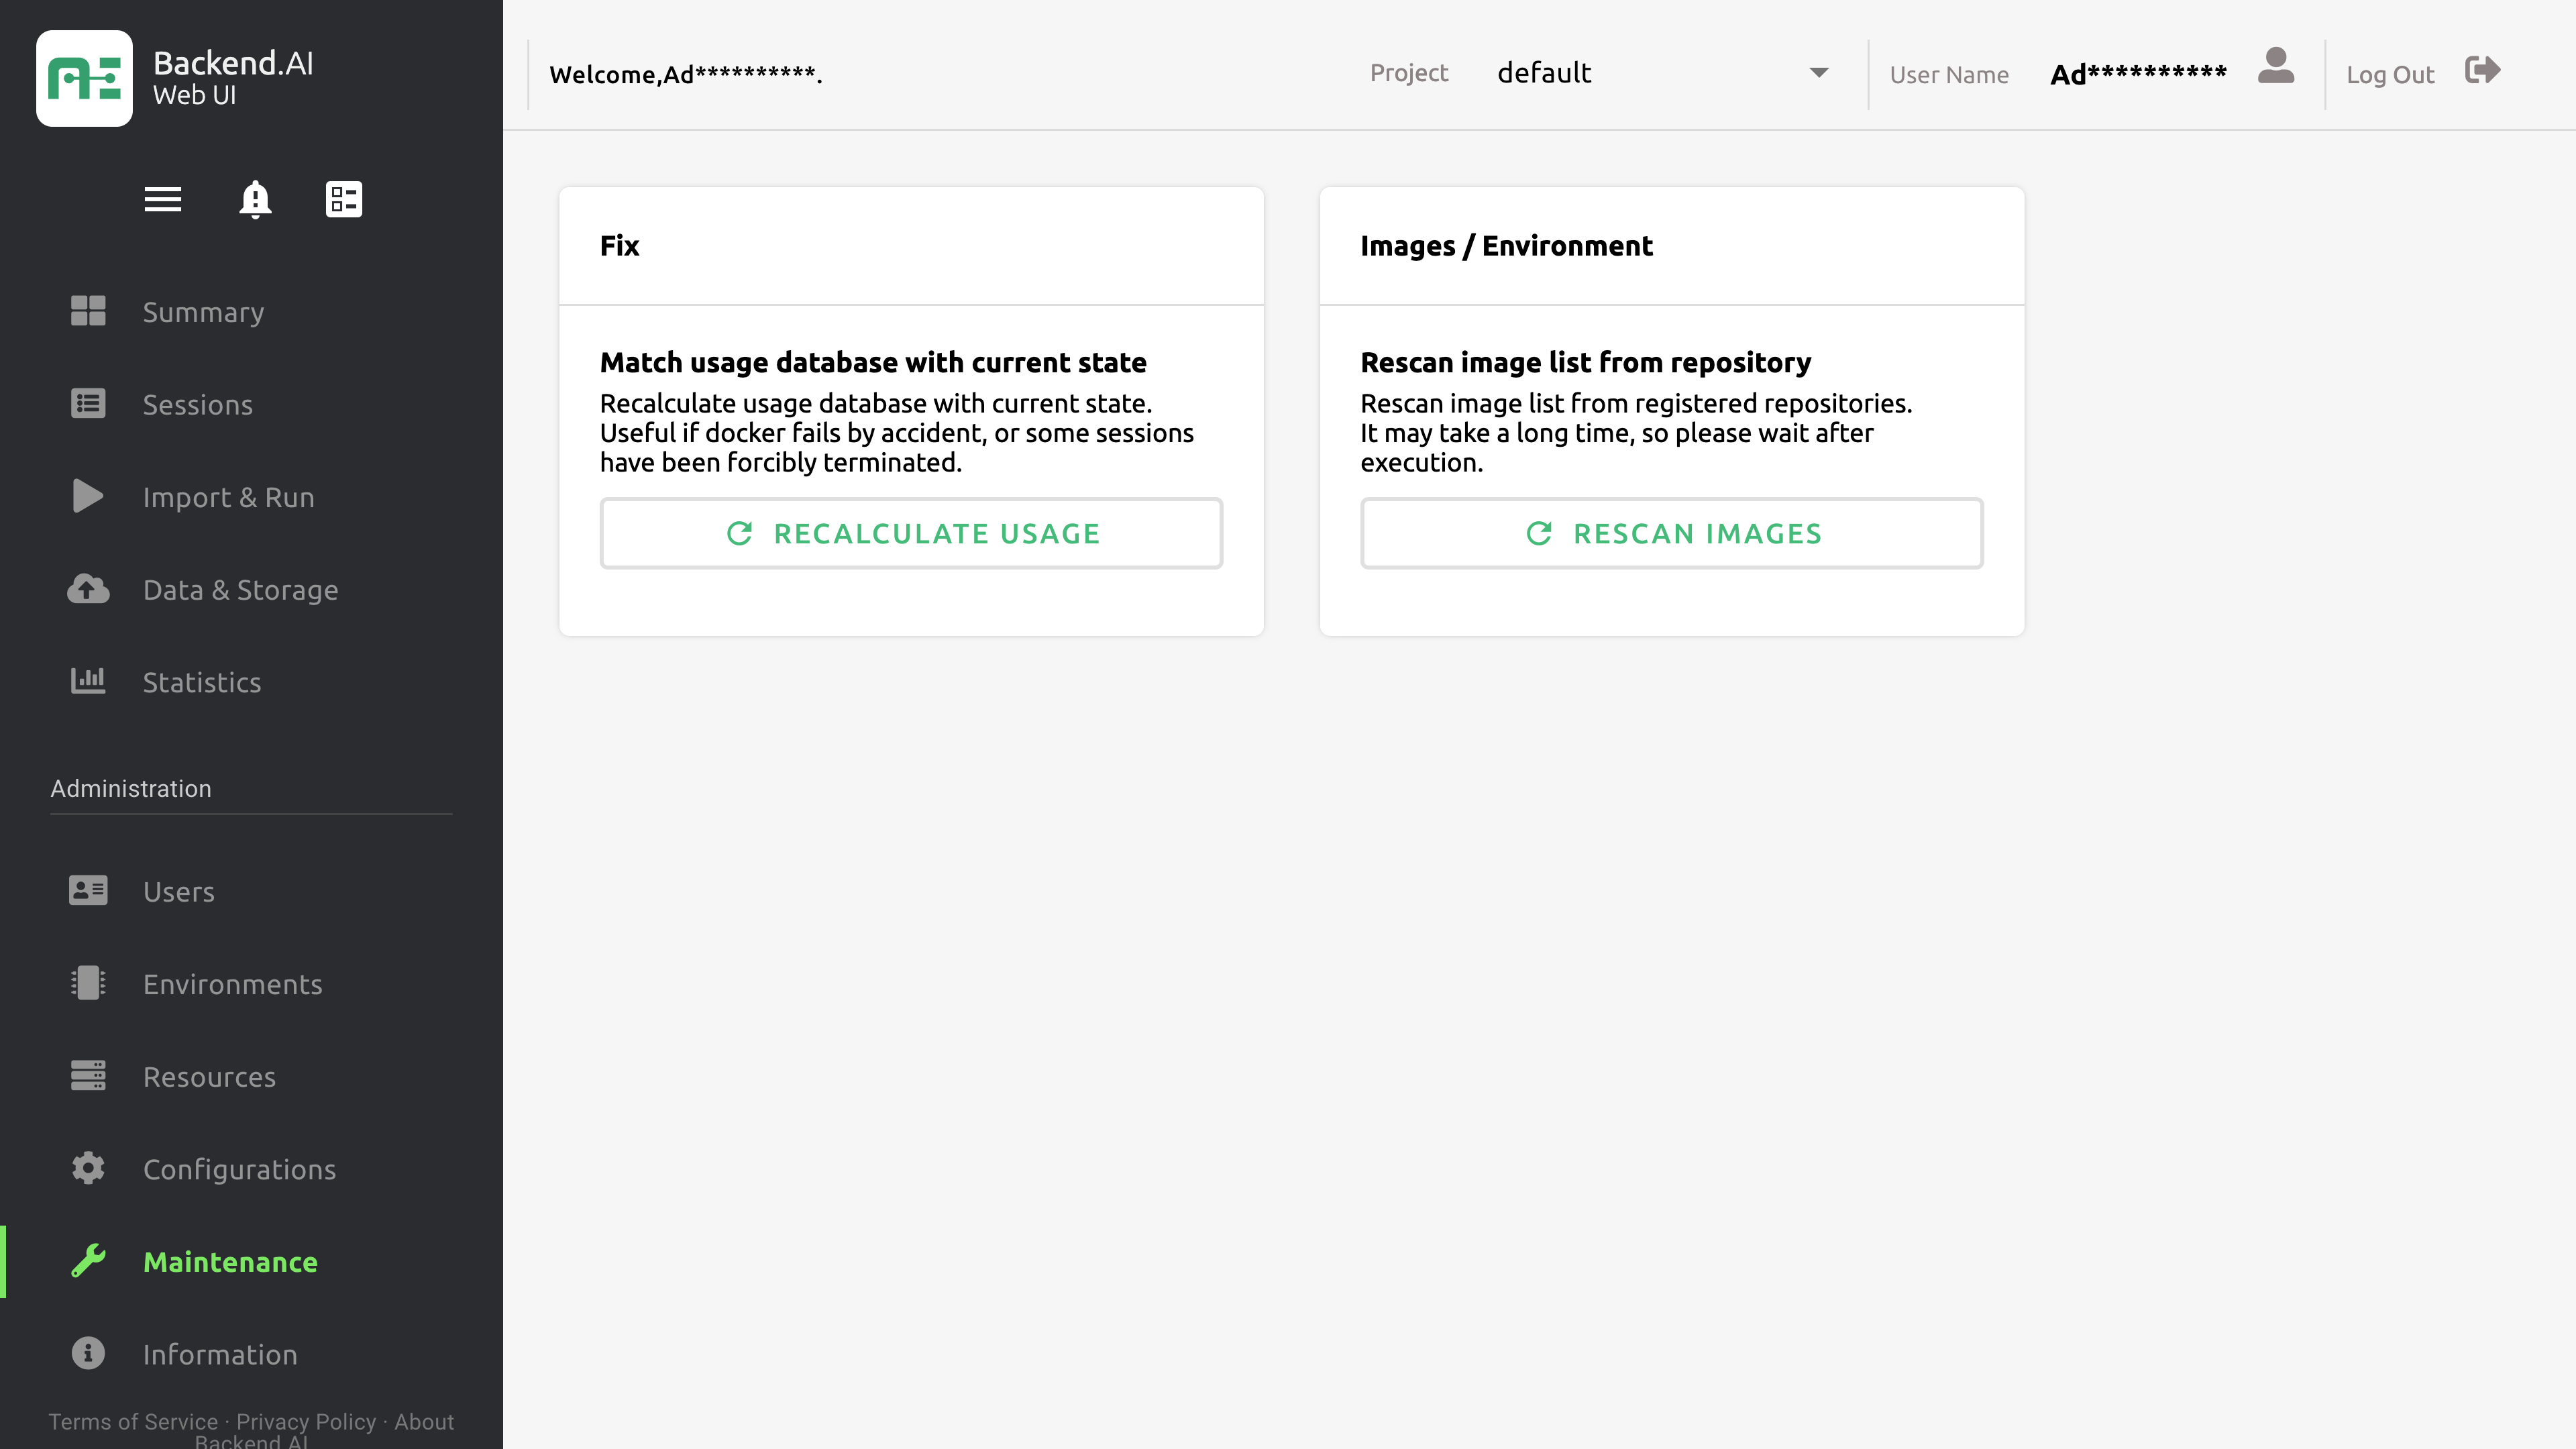 Backend.AI
Web UI
Summary
Sessions
Import & Run
Data & Storage
Statistics
Administration
Users
Environments
Resources
Configurations
Maintenance
Information
Terms of Service · Privacy Policy · About
Backend.AI
Welcome,Ad**********.
Project default
User Name Ad**********
Log Out
Fix
Match usage database with current state
Recalculate usage database with current state.
Useful if docker fails by accident, or some sessions
have been forcibly terminated.
RECALCULATE USAGE
Images / Environment
Rescan image list from repository
Rescan image list from registered repositories.
It may take a long time, so please wait after
execution.
RESCAN IMAGES